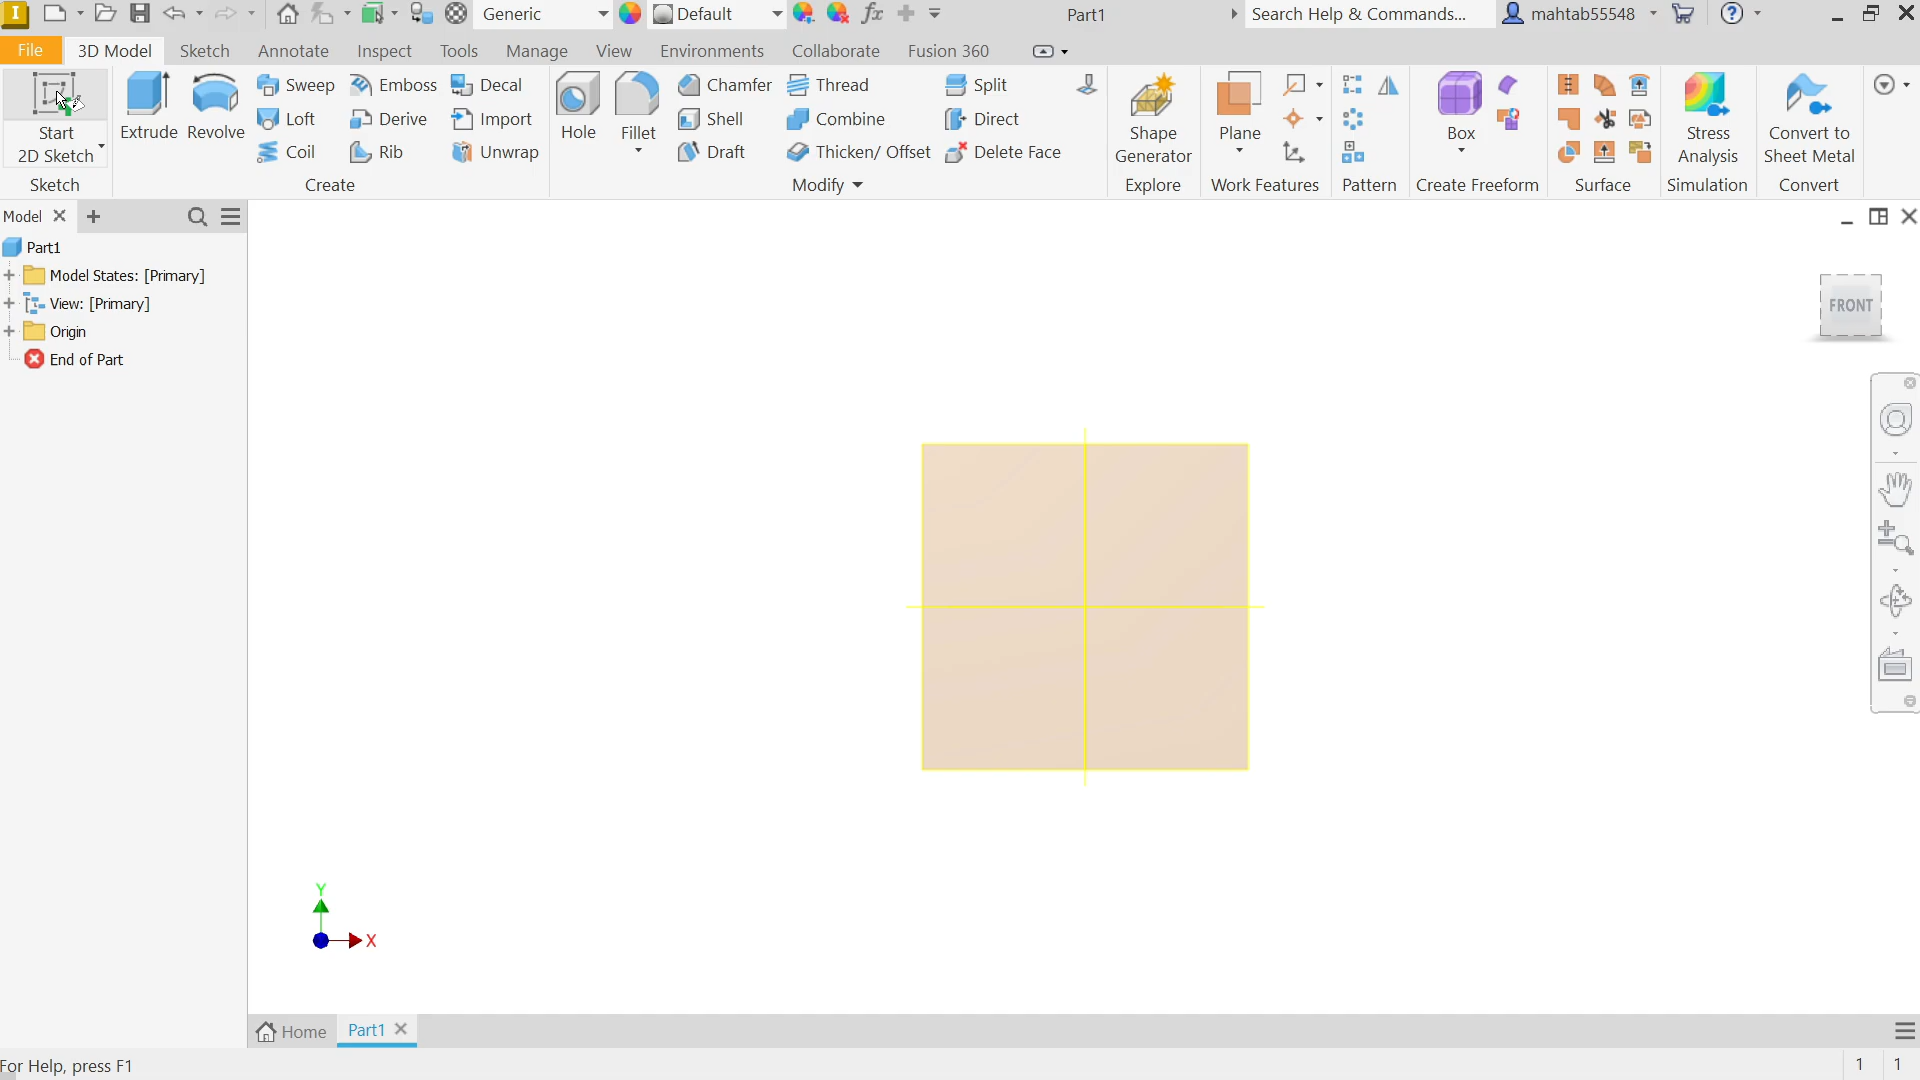 I Generic Default fx Part1 Search Help & Commands... mahtab55548 ?
File 3D Model Sketch Annotate Inspect Tools Manage View Environments Collaborate Fusion 360
Sweep Emboss Decal Chamfer Thread Split
Loft Derive Import Shell Combine Direct
Start 2D Sketch Extrude Revolve Hole Fillet Shape Generator Plane Box Stress Analysis Convert to Sheet Metal
Coil Rib Unwrap Draft Thicken/ Offset Delete Face
Sketch Create Modify Explore Work Features Pattern Create Freeform Surface Simulation Convert
Model
Part1
Model States: [Primary]
View: [Primary]
Origin
End of Part
FRONT
Y
X
Home Part1
For Help, press F1 1 1